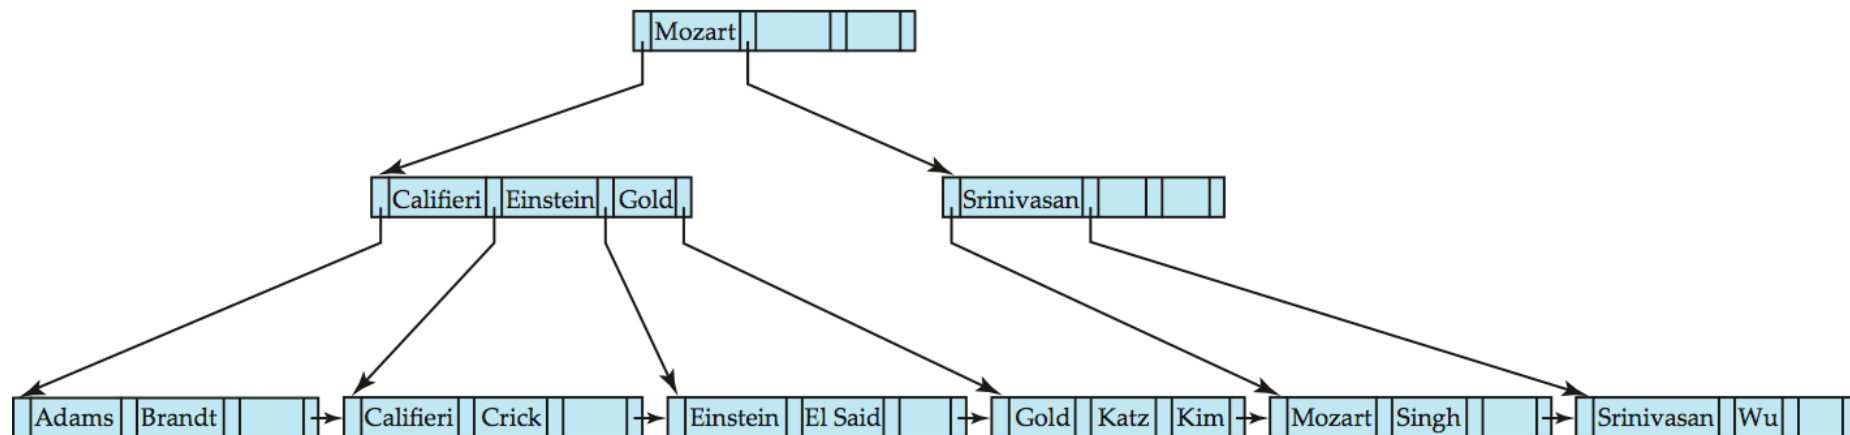 Mozart
Califieri Einstein Gold Srinivasan
Adams Brandt Califieri Crick Einstein El Said Gold Katz Kim Mozart Singh Srinivasan Wu